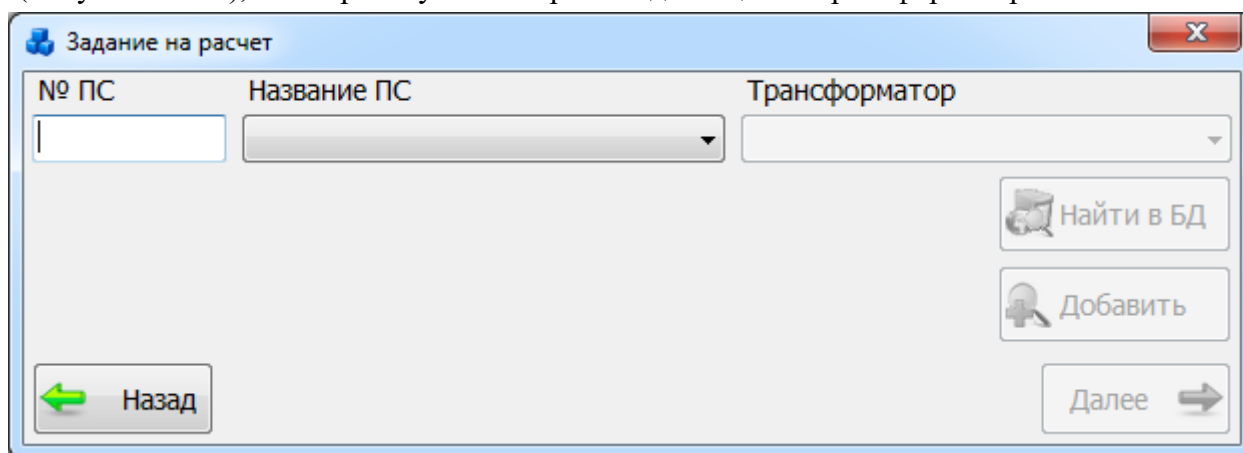 Задание на расчет
№ ПС Название ПС Трансформатор
Найти в БД
Добавить
Назад Далее